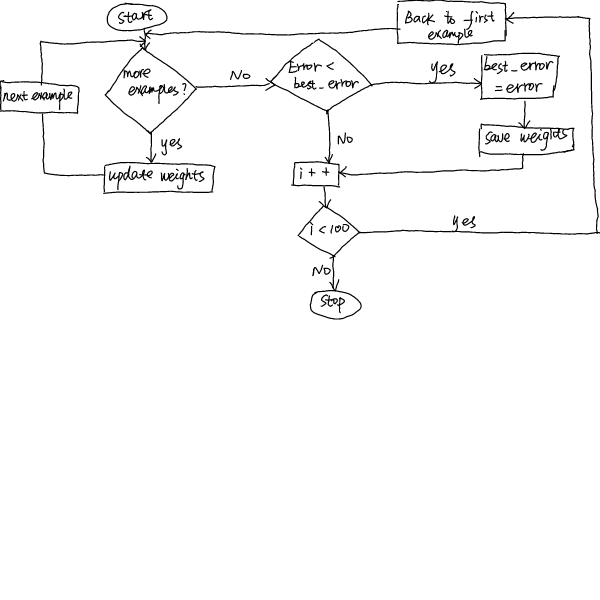 Start
Back to first
example
more
examples?
No
Error <
best_error
yes
best_error
= error
next example
yes
No
save weights
update weights
i + +
i < 100
yes
No
Stop